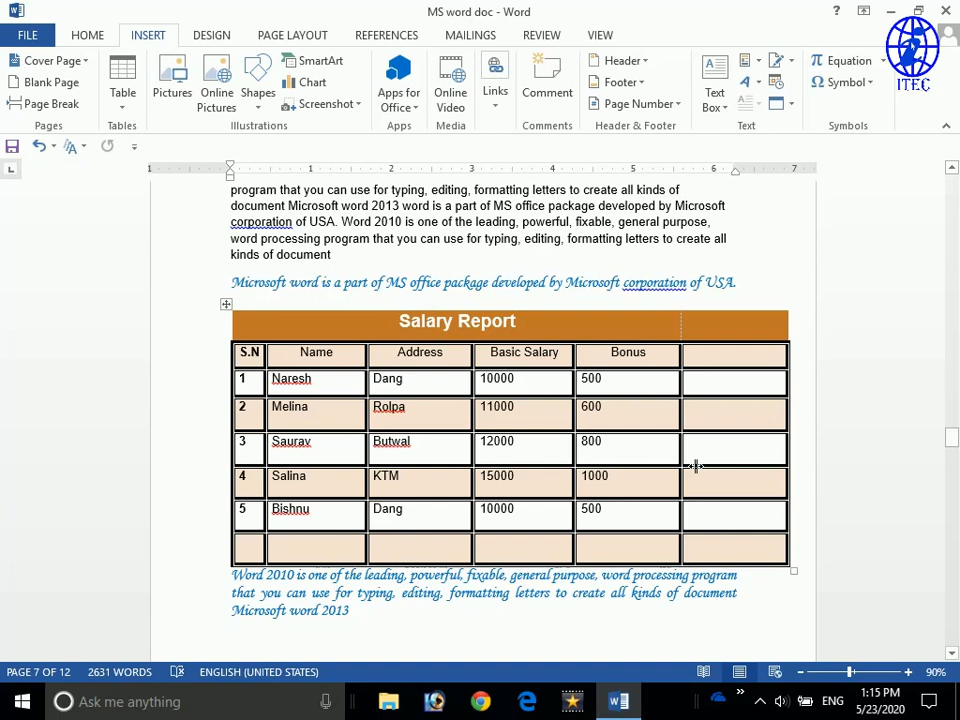 MS word doc - Word
FILE HOME INSERT DESIGN PAGE LAYOUT REFERENCES MAILINGS REVIEW VIEW
ITEC
Cover Page
Blank Page
Page Break
Pages
Table
Tables
Pictures
Online Pictures
Shapes
SmartArt
Chart
Screenshot
Illustrations
Apps for Office
Apps
Online Video
Media
Links
Comment
Comments
Header
Footer
Page Number
Header & Footer
Text Box
Text
Equation
Symbol
Symbols
1 1 2 3 4 5 6 7
program that you can use for typing, editing, formatting letters to create all kinds of
document Microsoft word 2013 word is a part of MS office package developed by Microsoft
corporation of USA. Word 2010 is one of the leading, powerful, fixable, general purpose,
word processing program that you can use for typing, editing, formatting letters to create all
kinds of document
Microsoft word is a part of MS office package developed by Microsoft corporation of USA.
Salary Report
S.N Name Address Basic Salary Bonus
1 Naresh Dang 10000 500
2 Melina Rolpa 11000 600
3 Saurav Butwal 12000 800
4 Salina KTM 15000 1000
5 Bishnu Dang 10000 500
Word 2010 is one of the leading, powerful, fixable, general purpose, word processing program
that you can use for typing, editing, formatting letters to create all kinds of document
Microsoft word 2013
PAGE 7 OF 12 2631 WORDS ENGLISH (UNITED STATES) 90%
Ask me anything
ENG
1:15 PM
5/23/2020